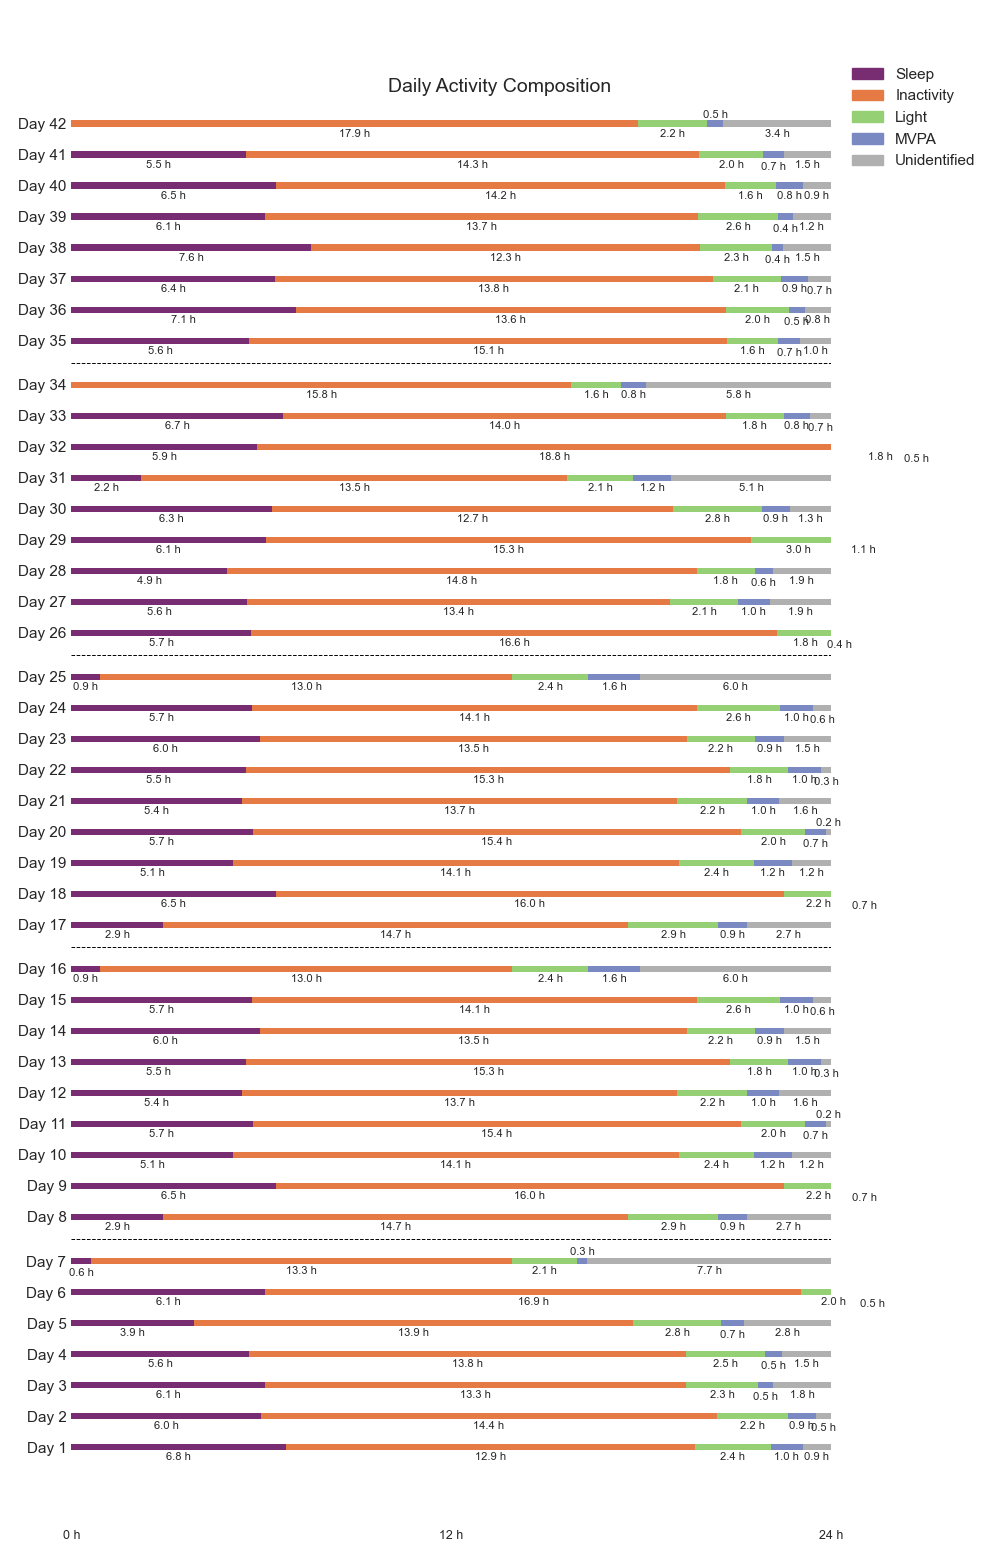 Daily Activity Composition
Sleep
Inactivity
Light
MVPA
Unidentified
Day 42 17.9 h 2.2 h 0.5 h 3.4 h
Day 41 5.5 h 14.3 h 2.0 h 0.7 h 1.5 h
Day 40 6.5 h 14.2 h 1.6 h 0.8 h 0.9 h
Day 39 6.1 h 13.7 h 2.6 h 0.4 h 1.2 h
Day 38 7.6 h 12.3 h 2.3 h 0.4 h 1.5 h
Day 37 6.4 h 13.8 h 2.1 h 0.9 h 0.7 h
Day 36 7.1 h 13.6 h 2.0 h 0.5 h 0.8 h
Day 35 5.6 h 15.1 h 1.6 h 0.7 h 1.0 h
Day 34 15.8 h 1.6 h 0.8 h 5.8 h
Day 33 6.7 h 14.0 h 1.8 h 0.8 h 0.7 h
Day 32 5.9 h 18.8 h 1.8 h 0.5 h
Day 31 2.2 h 13.5 h 2.1 h 1.2 h 5.1 h
Day 30 6.3 h 12.7 h 2.8 h 0.9 h 1.3 h
Day 29 6.1 h 15.3 h 3.0 h 1.1 h
Day 28 4.9 h 14.8 h 1.8 h 0.6 h 1.9 h
Day 27 5.6 h 13.4 h 2.1 h 1.0 h 1.9 h
Day 26 5.7 h 16.6 h 1.8 h 0.4 h
Day 25 0.9 h 13.0 h 2.4 h 1.6 h 6.0 h
Day 24 5.7 h 14.1 h 2.6 h 1.0 h 0.6 h
Day 23 6.0 h 13.5 h 2.2 h 0.9 h 1.5 h
Day 22 5.5 h 15.3 h 1.8 h 1.0 h 0.3 h
Day 21 5.4 h 13.7 h 2.2 h 1.0 h 1.6 h
Day 20 5.7 h 15.4 h 2.0 h 0.7 h 0.2 h
Day 19 5.1 h 14.1 h 2.4 h 1.2 h 1.2 h
Day 18 6.5 h 16.0 h 2.2 h 0.7 h
Day 17 2.9 h 14.7 h 2.9 h 0.9 h 2.7 h
Day 16 0.9 h 13.0 h 2.4 h 1.6 h 6.0 h
Day 15 5.7 h 14.1 h 2.6 h 1.0 h 0.6 h
Day 14 6.0 h 13.5 h 2.2 h 0.9 h 1.5 h
Day 13 5.5 h 15.3 h 1.8 h 1.0 h 0.3 h
Day 12 5.4 h 13.7 h 2.2 h 1.0 h 1.6 h
Day 11 5.7 h 15.4 h 2.0 h 0.7 h 0.2 h
Day 10 5.1 h 14.1 h 2.4 h 1.2 h 1.2 h
Day 9 6.5 h 16.0 h 2.2 h 0.7 h
Day 8 2.9 h 14.7 h 2.9 h 0.9 h 2.7 h
Day 7 0.6 h 13.3 h 2.1 h 0.3 h 7.7 h
Day 6 6.1 h 16.9 h 2.0 h 0.5 h
Day 5 3.9 h 13.9 h 2.8 h 0.7 h 2.8 h
Day 4 5.6 h 13.8 h 2.5 h 0.5 h 1.5 h
Day 3 6.1 h 13.3 h 2.3 h 0.5 h 1.8 h
Day 2 6.0 h 14.4 h 2.2 h 0.9 h 0.5 h
Day 1 6.8 h 12.9 h 2.4 h 1.0 h 0.9 h
0 h 12 h 24 h